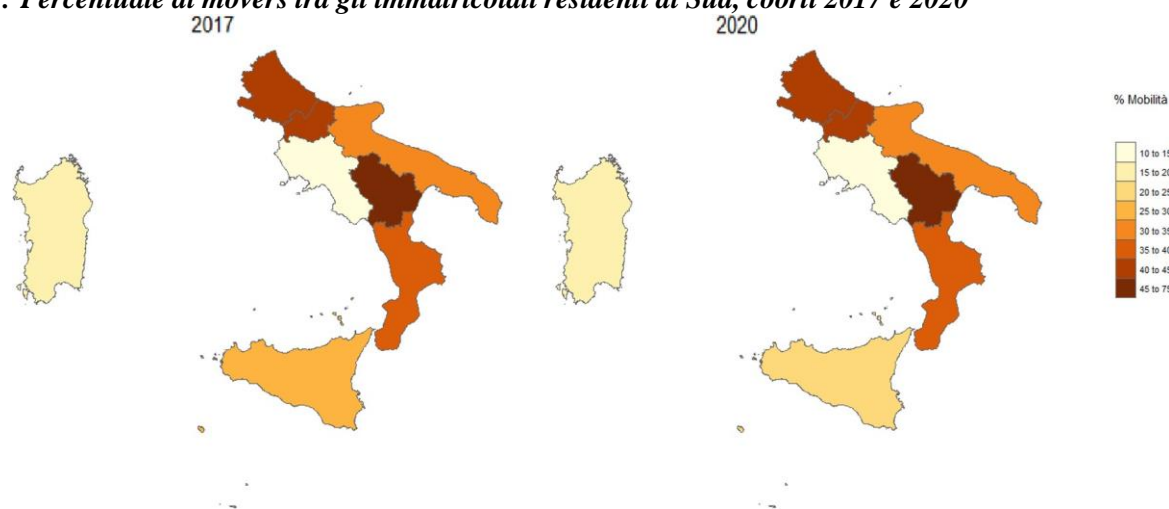 . Percentuale di movers tra gli immatricolati residenti al Sud, coorti 2017 e 2020
2017
2020
% Mobilità
10 to 15
15 to 20
20 to 25
25 to 30
30 to 35
35 to 40
40 to 45
45 to 75